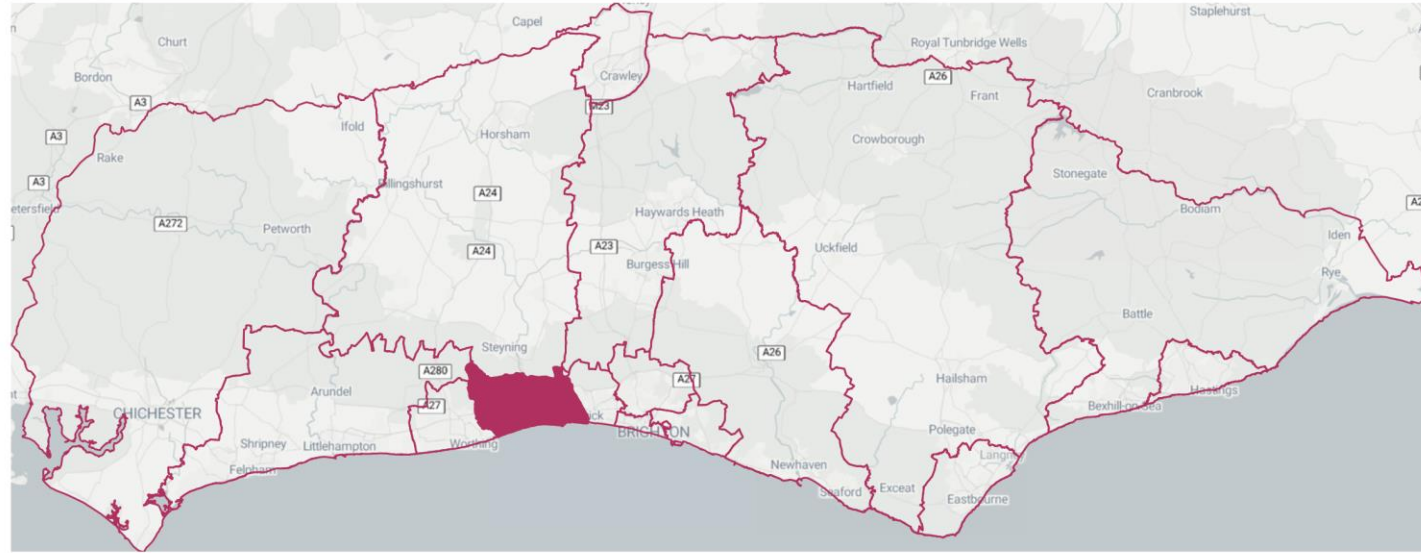 Staplehurst
Capel
Churt
Royal Tunbridge Wells
Bordon
Crawley
A26
Hartfield
Frant
Cranbrook
A3
A23
Ifold
Horsham
A3
Crowborough
Rake
Stonegate
A3
Billingshurst
A24
Petersfield
A272
Petworth
Haywards Heath
Bodiam
A24
A23
Uckfield
Iden
Burgess Hill
Rye
Battle
Steyning
A26
A280
A27
Hailsham
Arundel
A27
Hastings
CHICHESTER
Bexhill-on-Sea
Shripney
Littlehampton
Worthing
BRIGHTON
Polegate
Felpham
Newhaven
Seaford
Exceat
Eastbourne